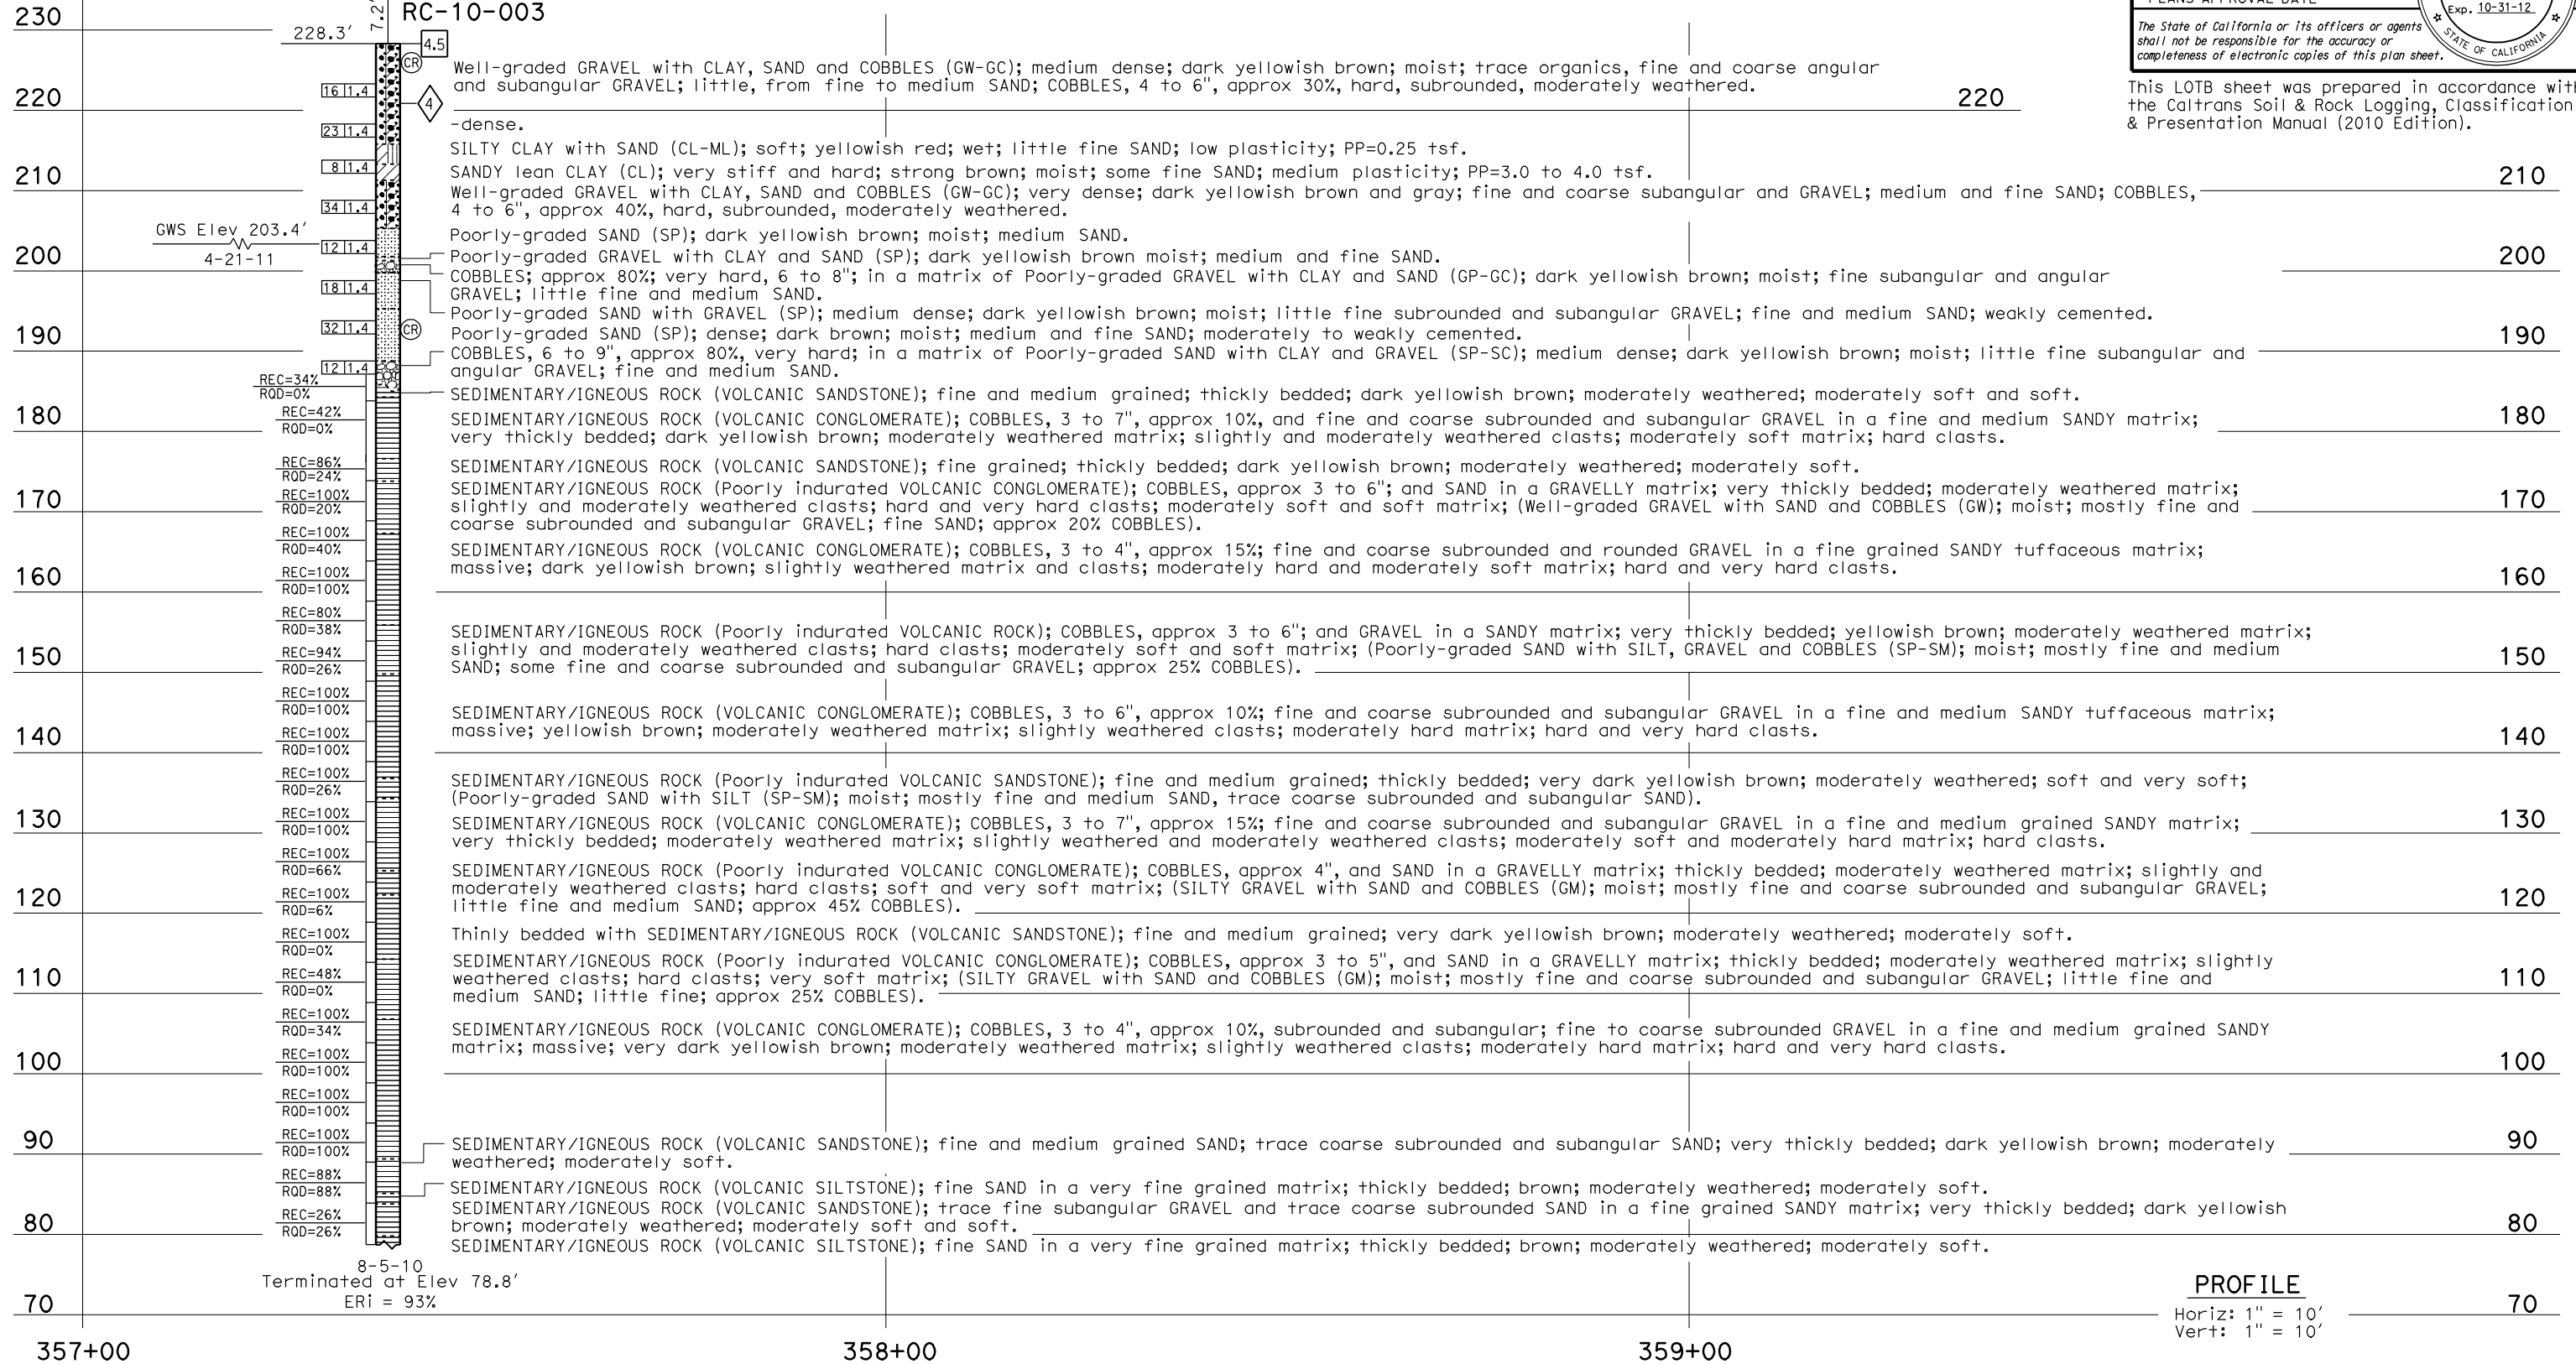 230
7.2'
RC-10-003
228.3'
4.5
CR
PLANS APPROVAL DATE
Exp. 10-31-12
STATE OF CALIFORNIA
The State of California or its officers or agents
shall not be responsible for the accuracy or
completeness of electronic copies of this plan sheet.
This LOTB sheet was prepared in accordance with
the Caltrans Soil & Rock Logging, Classification
& Presentation Manual (2010 Edition).
Well-graded GRAVEL with CLAY, SAND and COBBLES (GW-GC); medium dense; dark yellowish brown; moist; trace organics, fine and coarse angular
and subangular GRAVEL; little, from fine to medium SAND; COBBLES, 4 to 6", approx 30%, hard, subrounded, moderately weathered.
16 1.4
4
220
220
-dense.
23 1.4
SILTY CLAY with SAND (CL-ML); soft; yellowish red; wet; little fine SAND; low plasticity; PP=0.25 tsf.
8 1.4
SANDY lean CLAY (CL); very stiff and hard; strong brown; moist; some fine SAND; medium plasticity; PP=3.0 to 4.0 tsf.
210
210
Well-graded GRAVEL with CLAY, SAND and COBBLES (GW-GC); very dense; dark yellowish brown and gray; fine and coarse subangular and GRAVEL; medium and fine SAND; COBBLES,
4 to 6", approx 40%, hard, subrounded, moderately weathered.
34 1.4
GWS Elev 203.4'
4-21-11
Poorly-graded SAND (SP); dark yellowish brown; moist; medium SAND.
12 1.4
200
200
Poorly-graded GRAVEL with CLAY and SAND (SP); dark yellowish brown moist; medium and fine SAND.
COBBLES; approx 80%; very hard, 6 to 8"; in a matrix of Poorly-graded GRAVEL with CLAY and SAND (GP-GC); dark yellowish brown; moist; fine subangular and angular
GRAVEL; little fine and medium SAND.
18 1.4
Poorly-graded SAND with GRAVEL (SP); medium dense; dark yellowish brown; moist; little fine subrounded and subangular GRAVEL; fine and medium SAND; weakly cemented.
32 1.4
CR
190
190
Poorly-graded SAND (SP); dense; dark brown; moist; medium and fine SAND; moderately to weakly cemented.
COBBLES, 6 to 9", approx 80%, very hard; in a matrix of Poorly-graded SAND with CLAY and GRAVEL (SP-SC); medium dense; dark yellowish brown; moist; little fine subangular and
angular GRAVEL; fine and medium SAND.
12 1.4
REC=34%
RQD=0%
SEDIMENTARY/IGNEOUS ROCK (VOLCANIC SANDSTONE); fine and medium grained; thickly bedded; dark yellowish brown; moderately weathered; moderately soft and soft.
180
REC=42%
RQD=0%
180
SEDIMENTARY/IGNEOUS ROCK (VOLCANIC CONGLOMERATE); COBBLES, 3 to 7", approx 10%, and fine and coarse subrounded and subangular GRAVEL in a fine and medium SANDY matrix;
very thickly bedded; dark yellowish brown; moderately weathered matrix; slightly and moderately weathered clasts; moderately soft matrix; hard clasts.
REC=86%
RQD=24%
SEDIMENTARY/IGNEOUS ROCK (VOLCANIC SANDSTONE); fine grained; thickly bedded; dark yellowish brown; moderately weathered; moderately soft.
170
REC=100%
RQD=20%
170
SEDIMENTARY/IGNEOUS ROCK (Poorly indurated VOLCANIC CONGLOMERATE); COBBLES, approx 3 to 6"; and SAND in a GRAVELLY matrix; very thickly bedded; moderately weathered matrix;
slightly and moderately weathered clasts; hard and very hard clasts; moderately soft and soft matrix; (Well-graded GRAVEL with SAND and COBBLES (GW); moist; mostly fine and
coarse subrounded and subangular GRAVEL; fine SAND; approx 20% COBBLES).
REC=100%
RQD=40%
SEDIMENTARY/IGNEOUS ROCK (VOLCANIC CONGLOMERATE); COBBLES, 3 to 4", approx 15%; fine and coarse subrounded and rounded GRAVEL in a fine grained SANDY tuffaceous matrix;
massive; dark yellowish brown; slightly weathered matrix and clasts; moderately hard and moderately soft matrix; hard and very hard clasts.
160
REC=100%
RQD=100%
160
REC=80%
RQD=38%
SEDIMENTARY/IGNEOUS ROCK (Poorly indurated VOLCANIC ROCK); COBBLES, approx 3 to 6"; and GRAVEL in a SANDY matrix; very thickly bedded; yellowish brown; moderately weathered matrix;
slightly and moderately weathered clasts; hard clasts; moderately soft and soft matrix; (Poorly-graded SAND with SILT, GRAVEL and COBBLES (SP-SM); moist; mostly fine and medium
SAND; some fine and coarse subrounded and subangular GRAVEL; approx 25% COBBLES).
150
REC=94%
RQD=26%
150
REC=100%
RQD=100%
SEDIMENTARY/IGNEOUS ROCK (VOLCANIC CONGLOMERATE); COBBLES, 3 to 6", approx 10%; fine and coarse subrounded and subangular GRAVEL in a fine and medium SANDY tuffaceous matrix;
massive; yellowish brown; moderately weathered matrix; slightly weathered clasts; moderately hard matrix; hard and very hard clasts.
140
REC=100%
RQD=100%
140
REC=100%
RQD=26%
SEDIMENTARY/IGNEOUS ROCK (Poorly indurated VOLCANIC SANDSTONE); fine and medium grained; thickly bedded; very dark yellowish brown; moderately weathered; soft and very soft;
(Poorly-graded SAND with SILT (SP-SM); moist; mostly fine and medium SAND, trace coarse subrounded and subangular SAND).
130
REC=100%
RQD=100%
130
SEDIMENTARY/IGNEOUS ROCK (VOLCANIC CONGLOMERATE); COBBLES, 3 to 7", approx 15%; fine and coarse subrounded and subangular GRAVEL in a fine and medium grained SANDY matrix;
very thickly bedded; moderately weathered matrix; slightly weathered and moderately weathered clasts; moderately soft and moderately hard matrix; hard clasts.
REC=100%
RQD=66%
SEDIMENTARY/IGNEOUS ROCK (Poorly indurated VOLCANIC CONGLOMERATE); COBBLES, approx 4", and SAND in a GRAVELLY matrix; thickly bedded; moderately weathered matrix; slightly and
moderately weathered clasts; hard clasts; soft and very soft matrix; (SILTY GRAVEL with SAND and COBBLES (GM); moist; mostly fine and coarse subrounded and subangular GRAVEL;
little fine and medium SAND; approx 45% COBBLES).
120
REC=100%
RQD=6%
120
REC=100%
RQD=0%
Thinly bedded with SEDIMENTARY/IGNEOUS ROCK (VOLCANIC SANDSTONE); fine and medium grained; very dark yellowish brown; moderately weathered; moderately soft.
SEDIMENTARY/IGNEOUS ROCK (Poorly indurated VOLCANIC CONGLOMERATE); COBBLES, approx 3 to 5", and SAND in a GRAVELLY matrix; thickly bedded; moderately weathered matrix; slightly
weathered clasts; hard clasts; very soft matrix; (SILTY GRAVEL with SAND and COBBLES (GM); moist; mostly fine and coarse subrounded and subangular GRAVEL; little fine and
medium SAND; little fine; approx 25% COBBLES).
110
REC=48%
RQD=0%
110
REC=100%
RQD=34%
SEDIMENTARY/IGNEOUS ROCK (VOLCANIC CONGLOMERATE); COBBLES, 3 to 4", approx 10%, subrounded and subangular; fine to coarse subrounded GRAVEL in a fine and medium grained SANDY
matrix; massive; very dark yellowish brown; moderately weathered matrix; slightly weathered clasts; moderately hard matrix; hard and very hard clasts.
100
REC=100%
RQD=100%
100
REC=100%
RQD=100%
90
REC=100%
RQD=100%
90
SEDIMENTARY/IGNEOUS ROCK (VOLCANIC SANDSTONE); fine and medium grained SAND; trace coarse subrounded and subangular SAND; very thickly bedded; dark yellowish brown; moderately
weathered; moderately soft.
REC=88%
RQD=88%
SEDIMENTARY/IGNEOUS ROCK (VOLCANIC SILTSTONE); fine SAND in a very fine grained matrix; thickly bedded; brown; moderately weathered; moderately soft.
SEDIMENTARY/IGNEOUS ROCK (VOLCANIC SANDSTONE); trace fine subangular GRAVEL and trace coarse subrounded SAND in a fine grained SANDY matrix; very thickly bedded; dark yellowish
brown; moderately weathered; moderately soft and soft.
80
REC=26%
RQD=26%
80
SEDIMENTARY/IGNEOUS ROCK (VOLCANIC SILTSTONE); fine SAND in a very fine grained matrix; thickly bedded; brown; moderately weathered; moderately soft.
8-5-10
Terminated at Elev 78.8'
ERi = 93%
70
70
PROFILE
Horiz: 1" = 10'
Vert: 1" = 10'
357+00
358+00
359+00